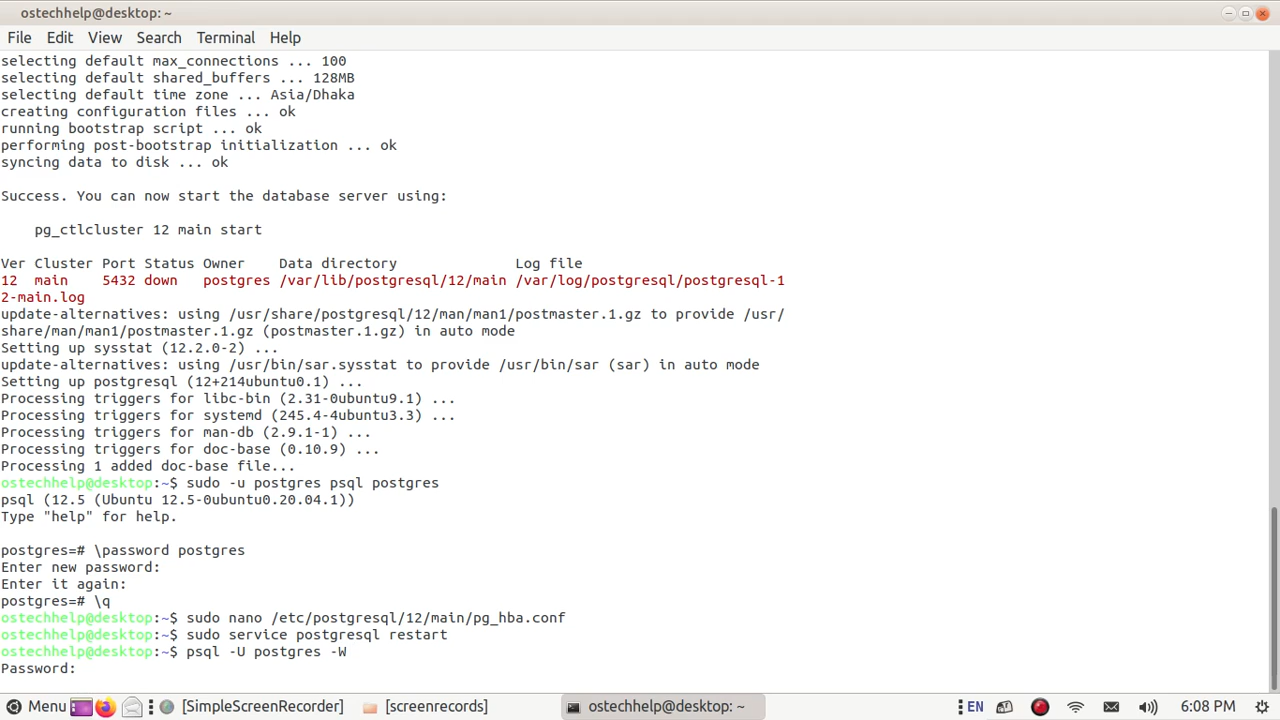 ostechhelp@desktop: ~
File Edit View Search Terminal Help
selecting default max_connections ... 100
selecting default shared_buffers ... 128MB
selecting default time zone ... Asia/Dhaka
creating configuration files ... ok
running bootstrap script ... ok
performing post-bootstrap initialization ... ok
syncing data to disk ... ok
Success. You can now start the database server using:
pg_ctlcluster 12 main start
Ver Cluster Port Status Owner    Data directory              Log file
12  main    5432 down   postgres /var/lib/postgresql/12/main /var/log/postgresql/postgresql-1
2-main.log
update-alternatives: using /usr/share/postgresql/12/man/man1/postmaster.1.gz to provide /usr/
share/man/man1/postmaster.1.gz (postmaster.1.gz) in auto mode
Setting up sysstat (12.2.0-2) ...
update-alternatives: using /usr/bin/sar.sysstat to provide /usr/bin/sar (sar) in auto mode
Setting up postgresql (12+214ubuntu0.1) ...
Processing triggers for libc-bin (2.31-0ubuntu9.1) ...
Processing triggers for systemd (245.4-4ubuntu3.3) ...
Processing triggers for man-db (2.9.1-1) ...
Processing triggers for doc-base (0.10.9) ...
Processing 1 added doc-base file...
ostechhelp@desktop:~$ sudo -u postgres psql postgres
psql (12.5 (Ubuntu 12.5-0ubuntu0.20.04.1))
Type "help" for help.
postgres=# \password postgres
Enter new password:
Enter it again:
postgres=# \q
ostechhelp@desktop:~$ sudo nano /etc/postgresql/12/main/pg_hba.conf
ostechhelp@desktop:~$ sudo service postgresql restart
ostechhelp@desktop:~$ psql -U postgres -W
Password:
Menu [SimpleScreenRecorder] [screenrecords] ostechhelp@desktop: ~ EN 6:08 PM